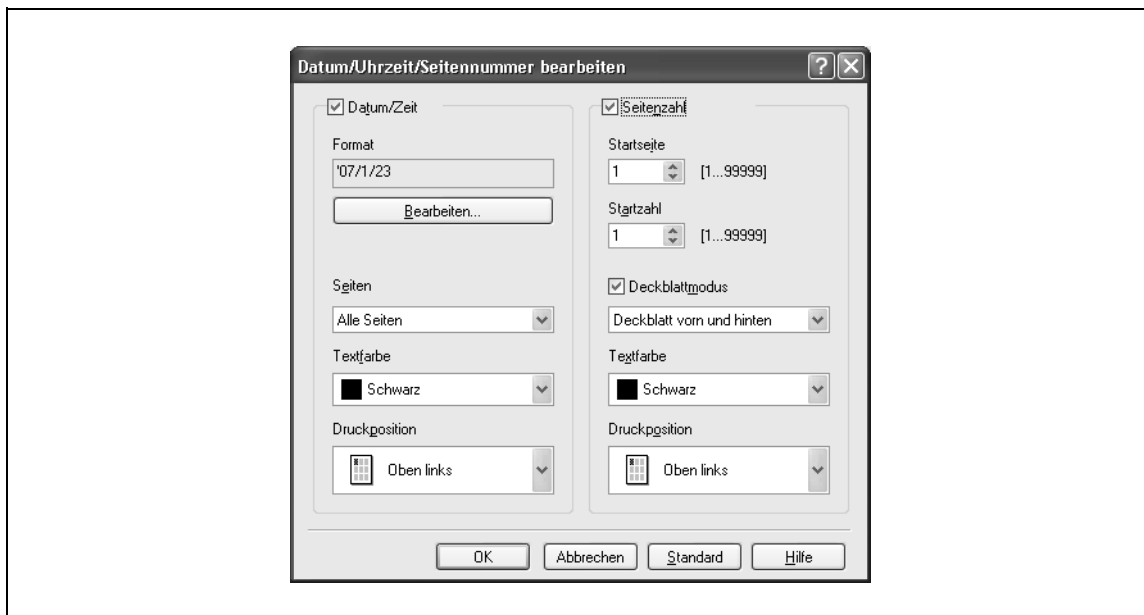 Datum/Uhrzeit/Seitennummer bearbeiten
Datum/Zeit
Format
'07/1/23
Bearbeiten...
Seiten
Alle Seiten
Textfarbe
Schwarz
Druckposition
Oben links
Seitenzahl
Startseite
1 [1...99999]
Startzahl
1 [1...99999]
Deckblattmodus
Deckblatt vorn und hinten
Textfarbe
Schwarz
Druckposition
Oben links
OK Abbrechen Standard Hilfe